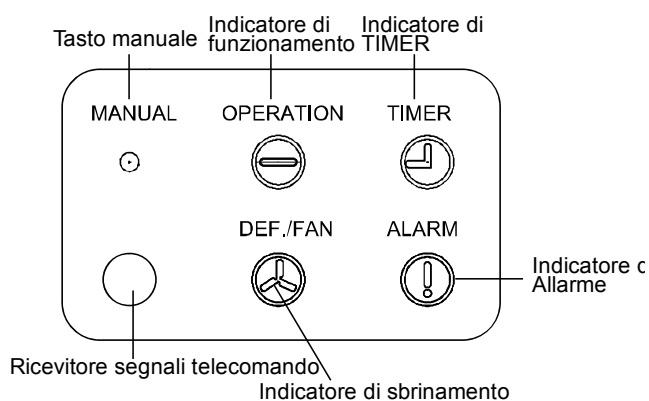 Tasto manuale
Indicatore di
funzionamento
Indicatore di
TIMER
MANUAL OPERATION TIMER
DEF./FAN ALARM
Indicatore d
Allarme
Ricevitore segnali telecomando
Indicatore di sbrinamento